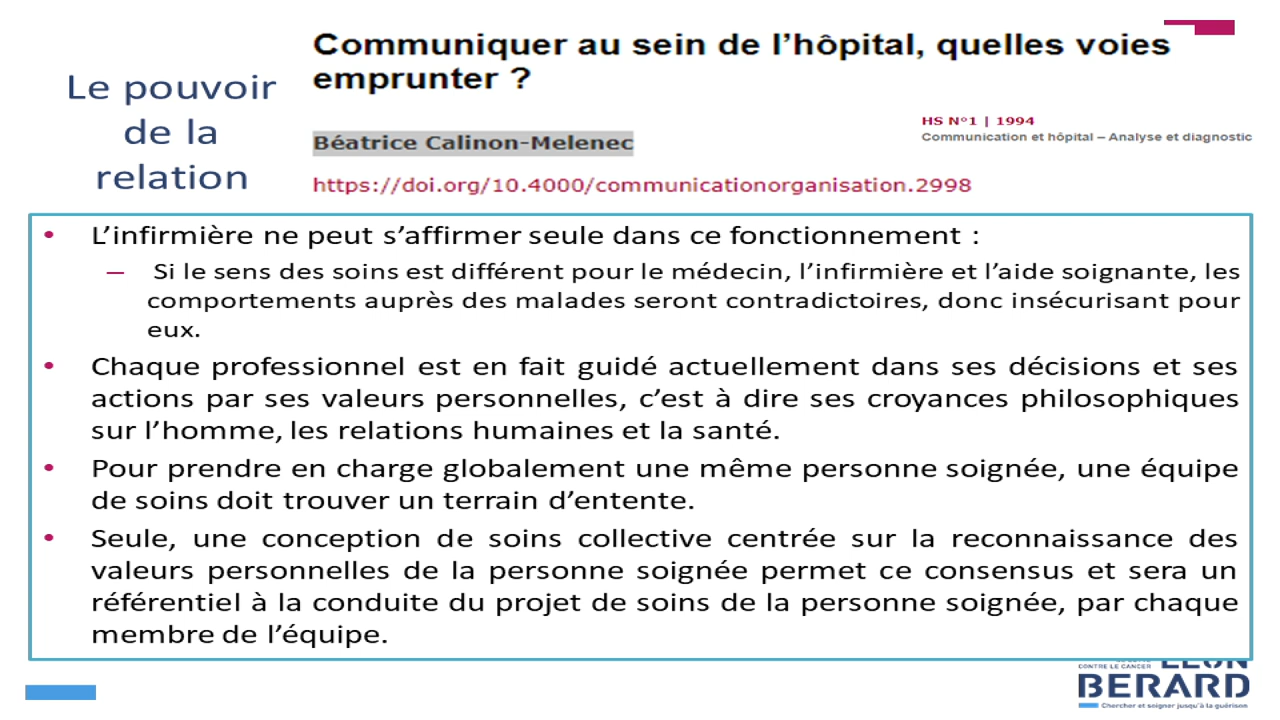 Le pouvoir
de la
relation
Communiquer au sein de l’hôpital, quelles voies
emprunter ?
HS N°1 | 1994
Communication et hôpital – Analyse et diagnostic
Béatrice Calinon-Melenec
https://doi.org/10.4000/communicationorganisation.2998
• L’infirmière ne peut s’affirmer seule dans ce fonctionnement :
– Si le sens des soins est différent pour le médecin, l’infirmière et l’aide soignante, les
comportements auprès des malades seront contradictoires, donc insécurisant pour
eux.
• Chaque professionnel est en fait guidé actuellement dans ses décisions et ses
actions par ses valeurs personnelles, c’est à dire ses croyances philosophiques
sur l’homme, les relations humaines et la santé.
• Pour prendre en charge globalement une même personne soignée, une équipe
de soins doit trouver un terrain d’entente.
• Seule, une conception de soins collective centrée sur la reconnaissance des
valeurs personnelles de la personne soignée permet ce consensus et sera un
référentiel à la conduite du projet de soins de la personne soignée, par chaque
membre de l’équipe.
CONTRE LE CANCER
LÉON
BERARD
Chercher et soigner jusqu’à la guérison